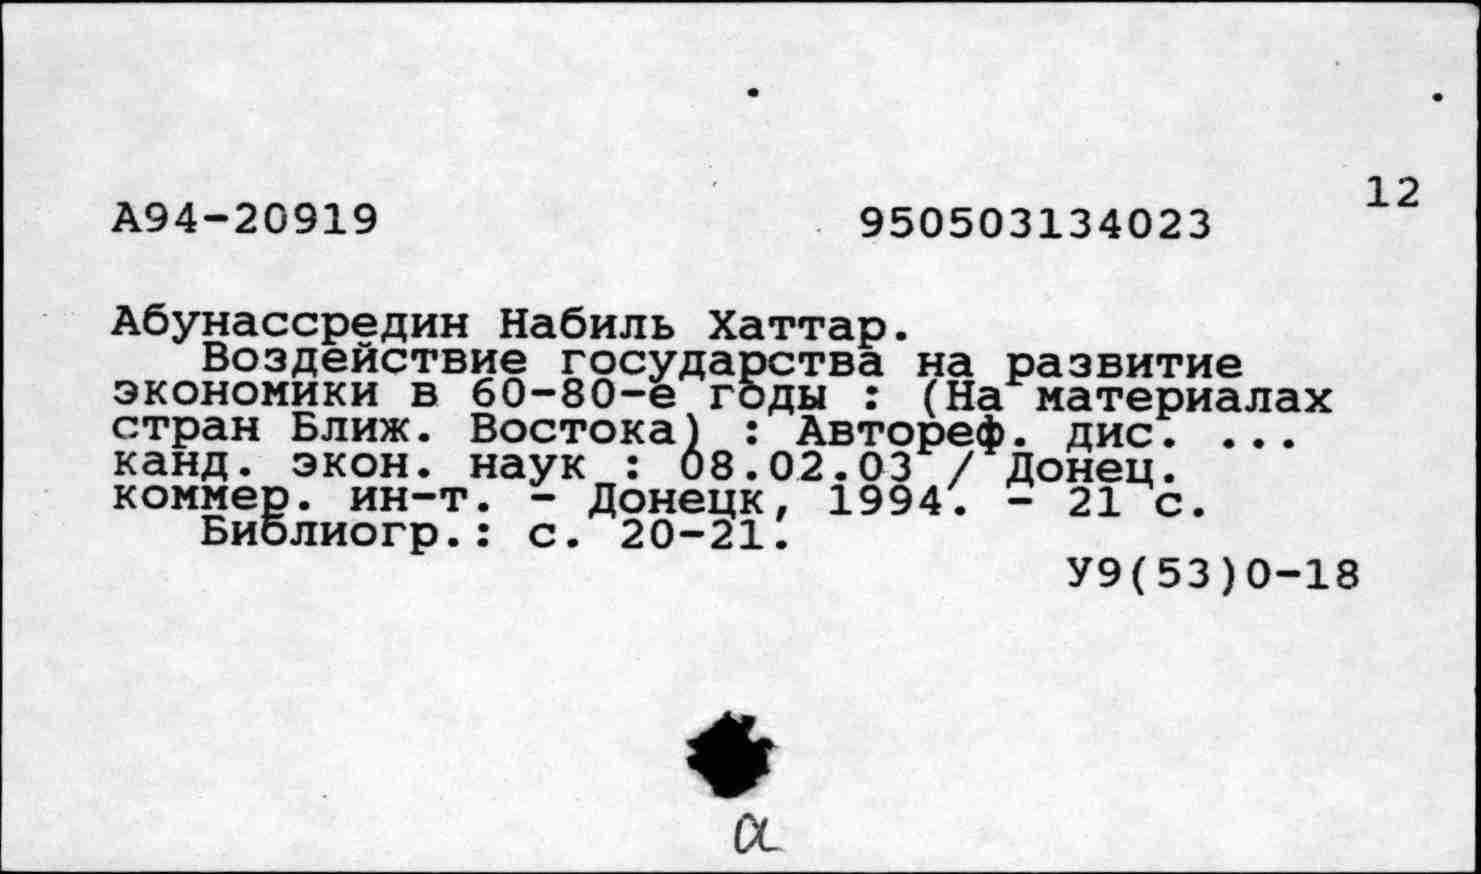 12
А94-20919 950503134023
Абунассредин Набиль Хаттар.
Воздействие государства на развитие
экономики в 60-80-е годы : (На материалах
стран Ближ. Востока) : Автореф. дис. ...
канд. экон. наук : 08.02.03 / Донец.
коммер. ин-т. - Донецк, 1994. - 21 с.
Библиогр.: с. 20-21.
У9(53)0-18
а